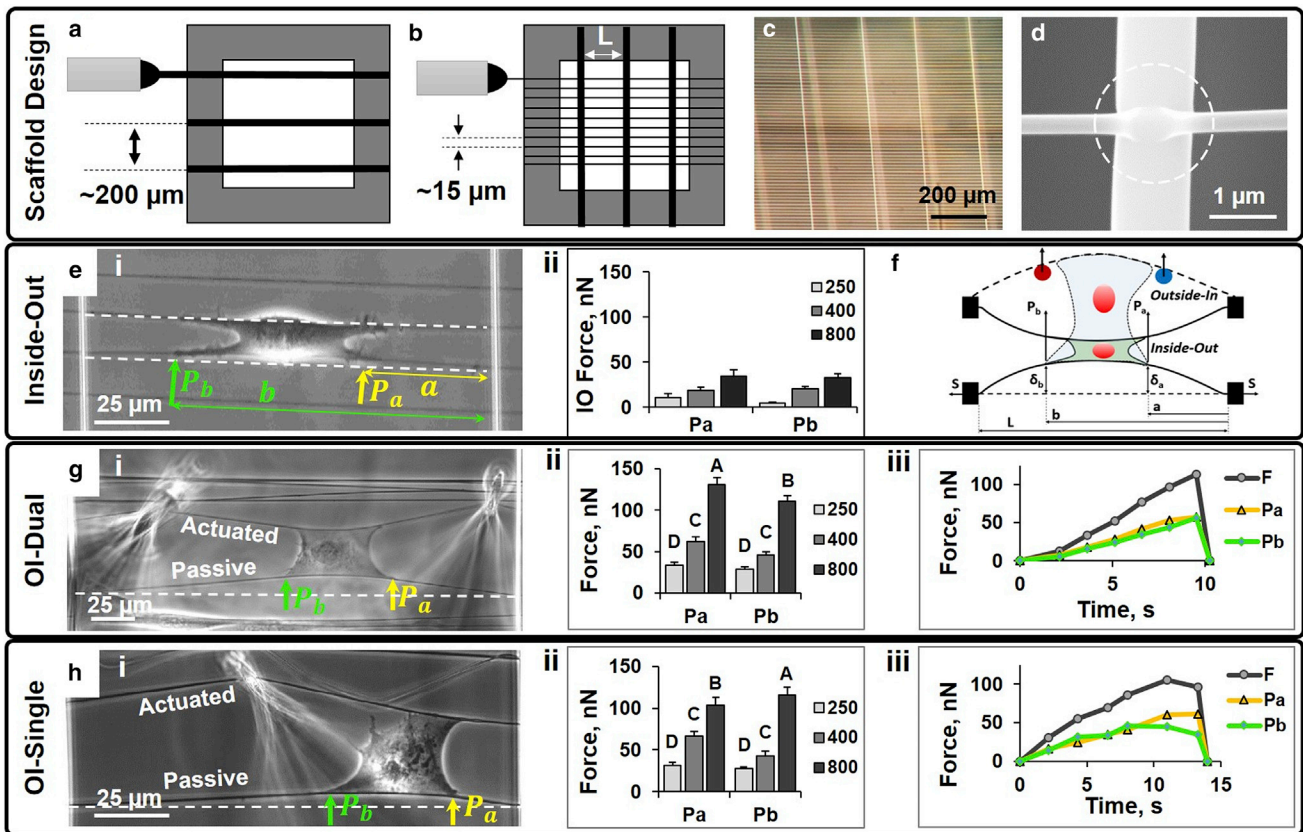 Scaffold Design
a
~200 µm
b
L
~15 µm
c
200 µm
d
1 µm
Inside-Out
e
i
P_b
b
P_a
a
25 µm
ii
IO Force, nN
150
100
50
0
250
400
800
Pa
Pb
f
Outside-In
P_b
P_a
Inside-Out
δ_b
δ_a
S
S
b
a
L
OI-Dual
g
i
Actuated
Passive
P_b
P_a
25 µm
ii
Force, nN
150
100
50
0
D
C
A
D
C
B
250
400
800
Pa
Pb
iii
Force, nN
100
50
0
0
5
10
Time, s
F
Pa
Pb
OI-Single
h
i
Actuated
Passive
25 µm
P_b
P_a
ii
Force, nN
150
100
50
0
D
C
B
D
C
A
250
400
800
Pa
Pb
iii
Force, nN
100
50
0
0
5
10
15
Time, s
F
Pa
Pb